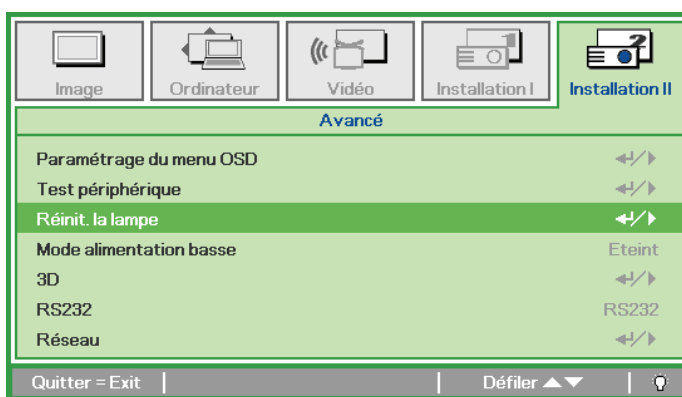 Image Ordinateur Vidéo Installation I Installation II
Avancé
Paramétrage du menu OSD
Test périphérique
Réinit. la lampe
Mode alimentation basse Eteint
3D
RS232 RS232
Réseau
Quitter = Exit Défiler ▲▼